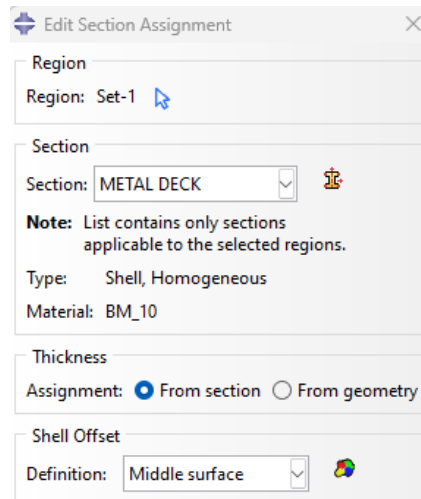 Edit Section Assignment
Region
Region: Set-1
Section
Section: METAL DECK
Note: List contains only sections
applicable to the selected regions.
Type: Shell, Homogeneous
Material: BM_10
Thickness
Assignment: From section From geometry
Shell Offset
Definition: Middle surface